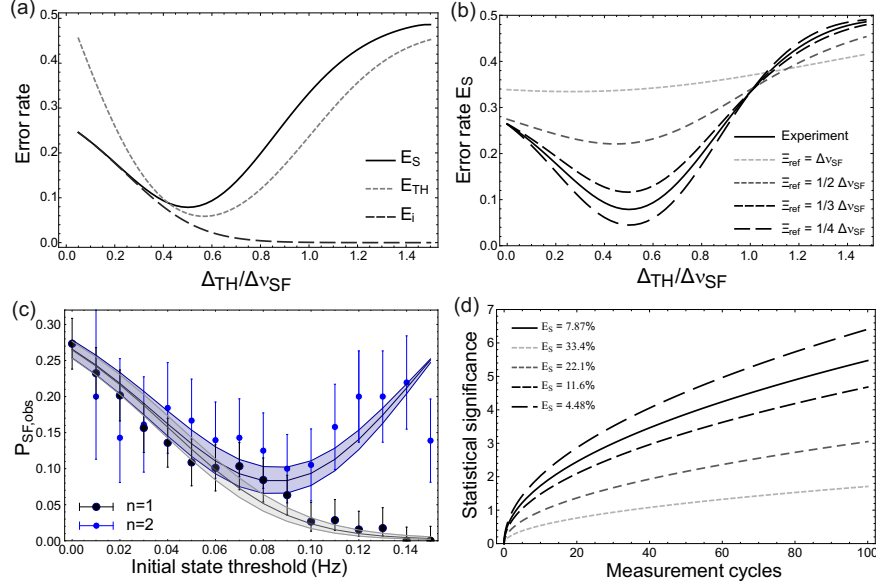 (a)
0.5
0.4
0.3
0.2
0.1
0.0
Error rate
E_S
E_TH
E_i
0.0 0.2 0.4 0.6 0.8 1.0 1.2 1.4
Δ_TH/Δν_SF
(b)
0.5
0.4
0.3
0.2
0.1
0.0
Error rate E_S
Experiment
Ξ_ref = Δν_SF
Ξ_ref = 1/2 Δν_SF
Ξ_ref = 1/3 Δν_SF
Ξ_ref = 1/4 Δν_SF
0.0 0.2 0.4 0.6 0.8 1.0 1.2 1.4
Δ_TH/Δν_SF
(c)
0.30
0.25
0.20
0.15
0.10
0.05
0.00
P_SF,obs
n=1
n=2
0.00 0.02 0.04 0.06 0.08 0.10 0.12 0.14
Initial state threshold (Hz)
(d)
7
6
5
4
3
2
1
0
Statistical significance
E_S = 7.87%
E_S = 33.4%
E_S = 22.1%
E_S = 11.6%
E_S = 4.48%
0 20 40 60 80 100
Measurement cycles